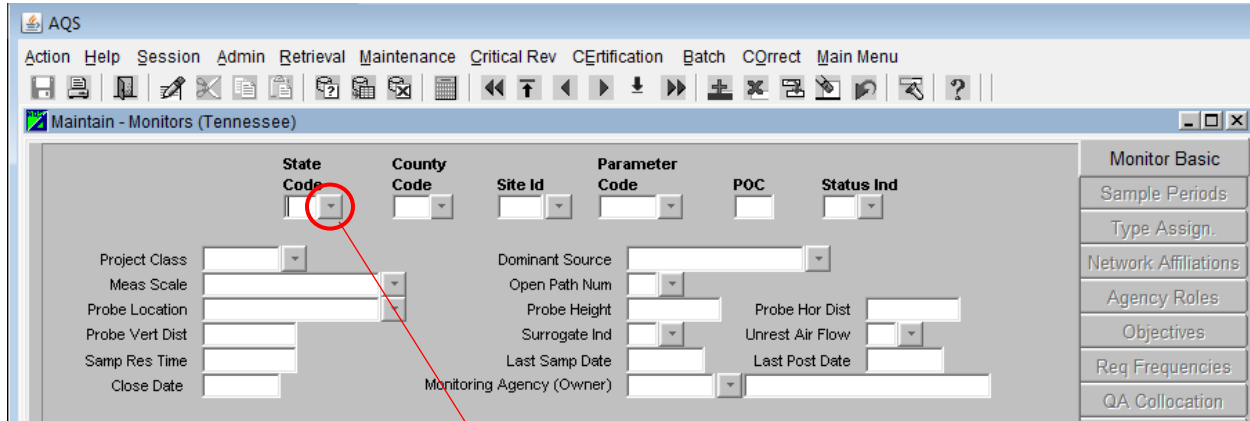 AQS
Action Help Session Admin Retrieval Maintenance Critical Rev CErtification Batch COrrect Main Menu
Maintain - Monitors (Tennessee)
State County Parameter
Code Code Site Id Code POC Status Ind
Project Class Dominant Source
Meas Scale Open Path Num
Probe Location Probe Height Probe Hor Dist
Probe Vert Dist Surrogate Ind Unrest Air Flow
Samp Res Time Last Samp Date Last Post Date
Close Date Monitoring Agency (Owner)
Monitor Basic
Sample Periods
Type Assign.
Network Affiliations
Agency Roles
Objectives
Req Frequencies
QA Collocation